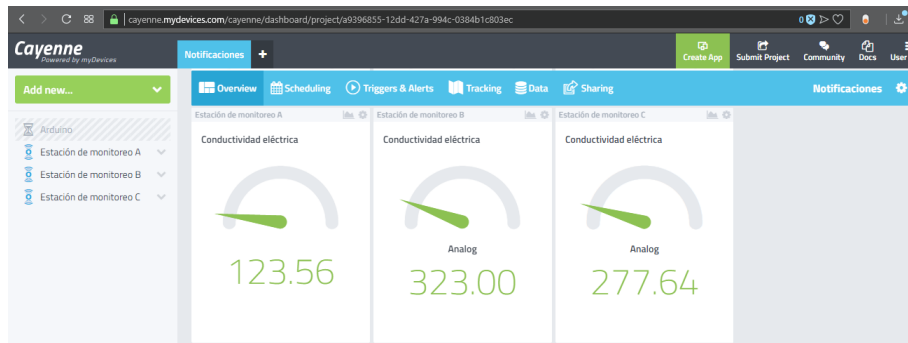 cayenne.mydevices.com/cayenne/dashboard/project/a9396855-12dd-427a-994c-0384b1c803ec
0
Cayenne
Powered by myDevices
Notificaciones +
Create App Submit Project Community Docs User
Add new...
Overview Scheduling Triggers & Alerts Tracking Data Sharing Notificaciones
Arduino
Estación de monitoreo A
Estación de monitoreo B
Estación de monitoreo C
Estación de monitoreo A Estación de monitoreo B Estación de monitoreo C
Conductividad eléctrica Conductividad eléctrica Conductividad eléctrica
Analog Analog
123.56 323.00 277.64